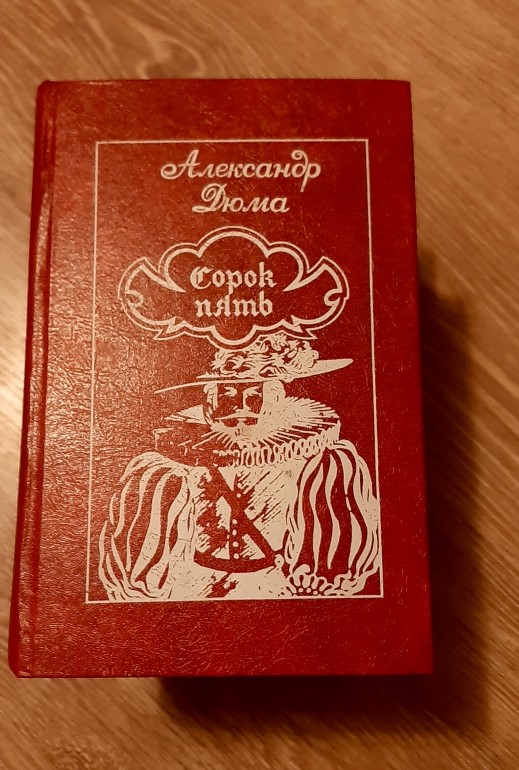 Александр
Дюма
Сорок
пять